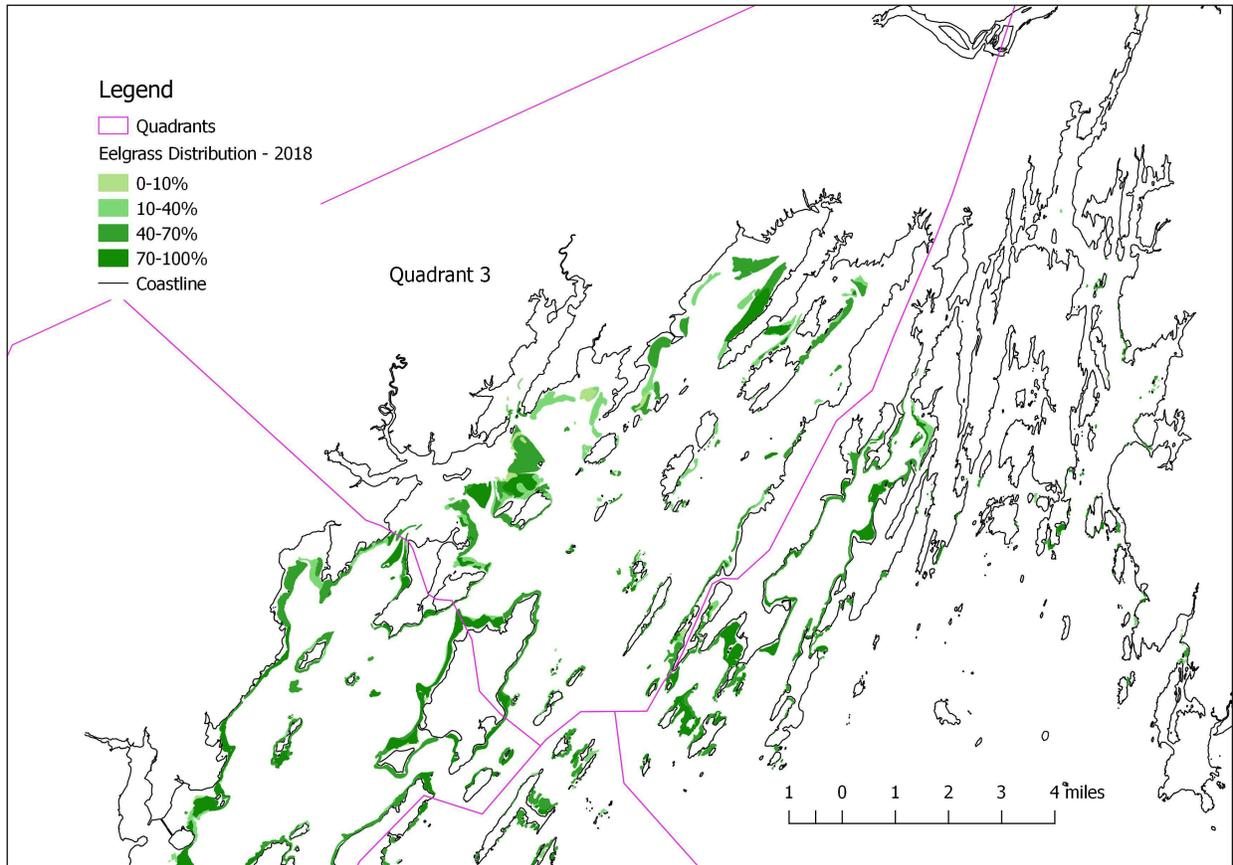 Legend
Quadrants
Eelgrass Distribution - 2018
0-10%
10-40%
40-70%
70-100%
Coastline
Quadrant 3
1 0 1 2 3 4 miles